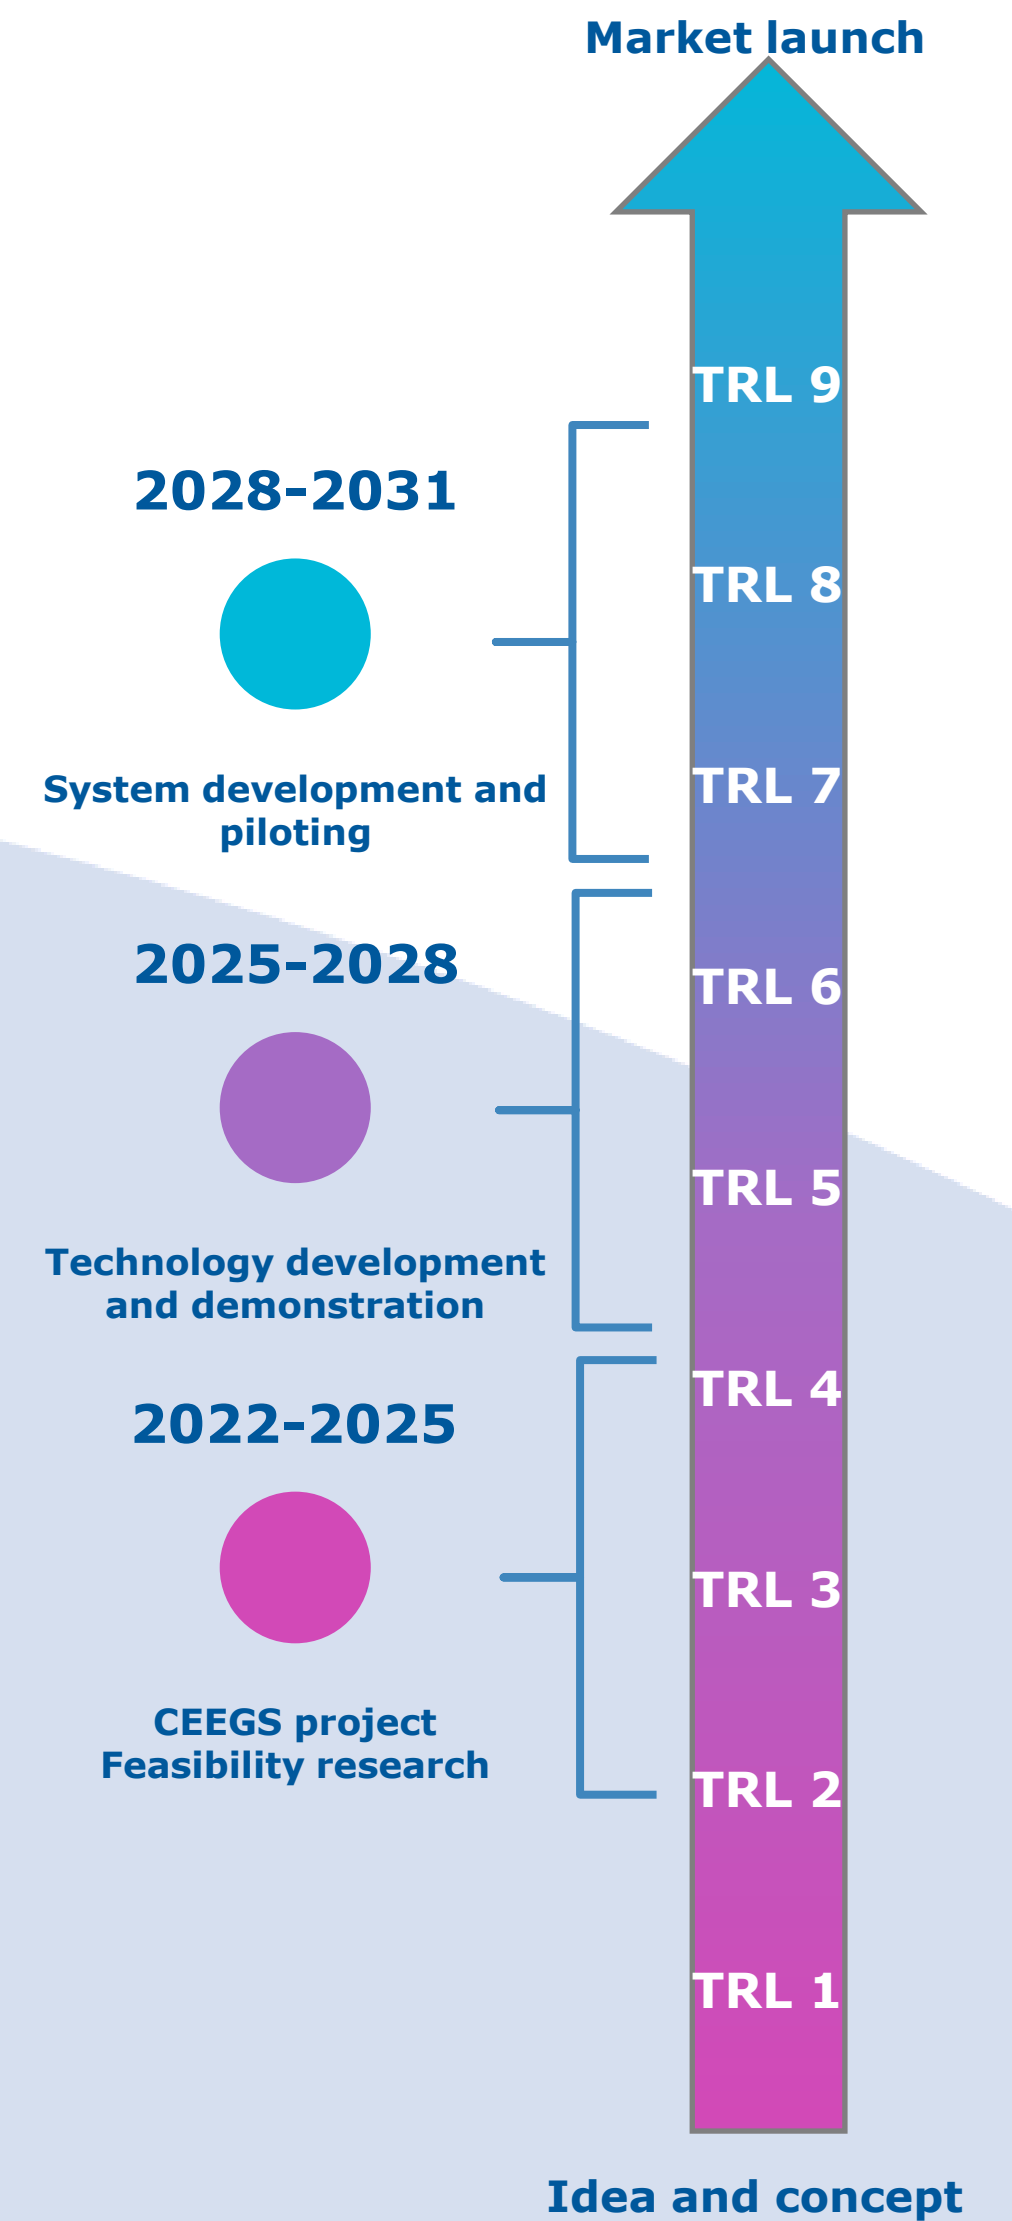 Market launch
TRL 9
2028-2031
TRL 8
System development and
piloting
TRL 7
2025-2028
TRL 6
Technology development
and demonstration
TRL 5
2022-2025
TRL 4
CEEGS project
Feasibility research
TRL 3
TRL 2
TRL 1
Idea and concept